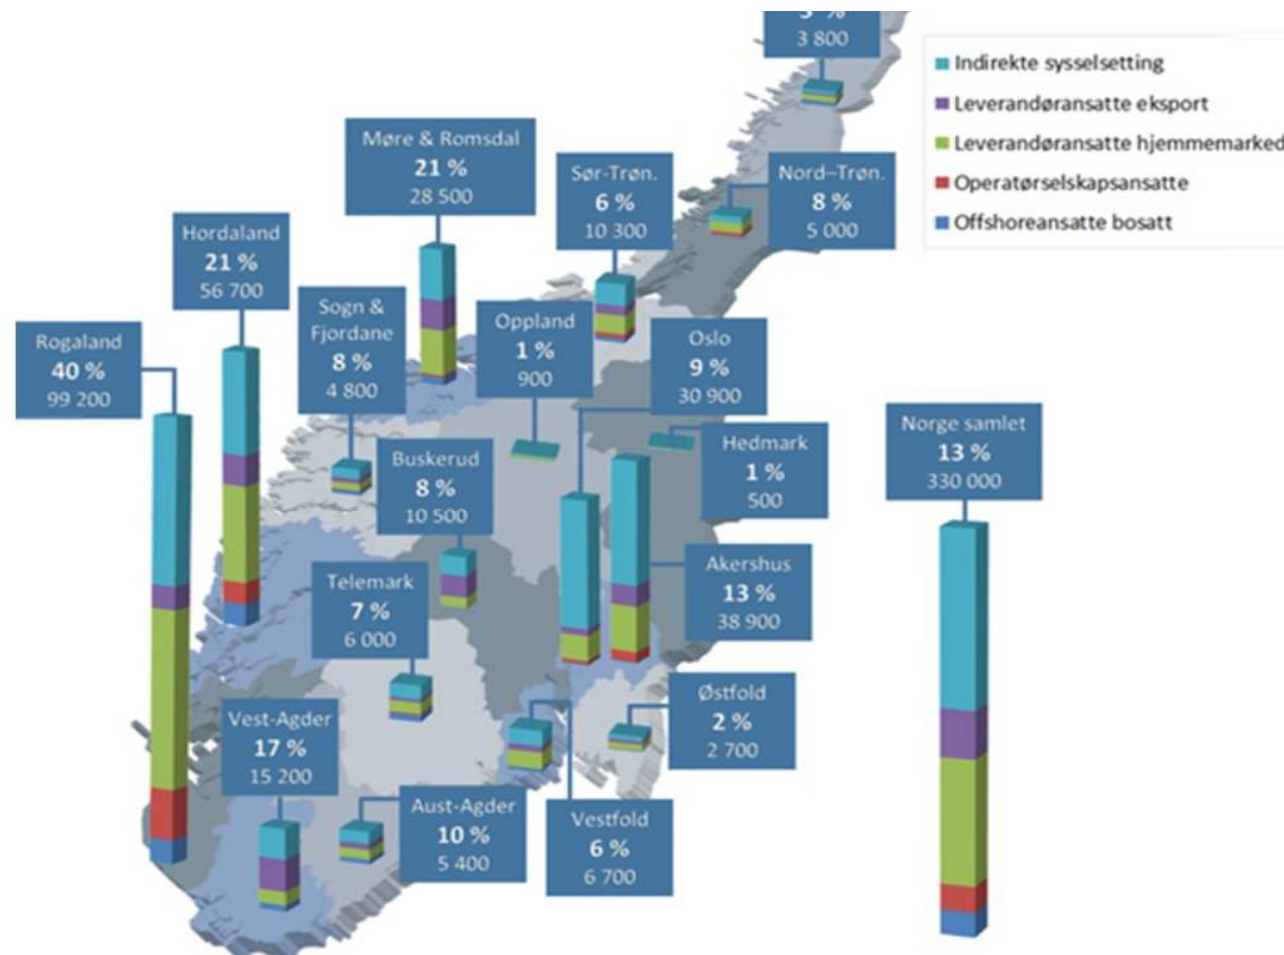 3 %
3 800
Indirekte sysselsetting
Leverandøransatte eksport
Leverandøransatte hjemmemarked
Operatørselskapsansatte
Offshoreansatte bosatt
Møre & Romsdal
21 %
28 500
Sør-Trøn.
6 %
10 300
Nord–Trøn.
8 %
5 000
Hordaland
21 %
56 700
Sogn &
Fjordane
8 %
4 800
Oppland
1 %
900
Oslo
9 %
30 900
Rogaland
40 %
99 200
Hedmark
1 %
500
Norge samlet
13 %
330 000
Buskerud
8 %
10 500
Akershus
13 %
38 900
Telemark
7 %
6 000
Østfold
2 %
2 700
Vest-Agder
17 %
15 200
Aust-Agder
10 %
5 400
Vestfold
6 %
6 700